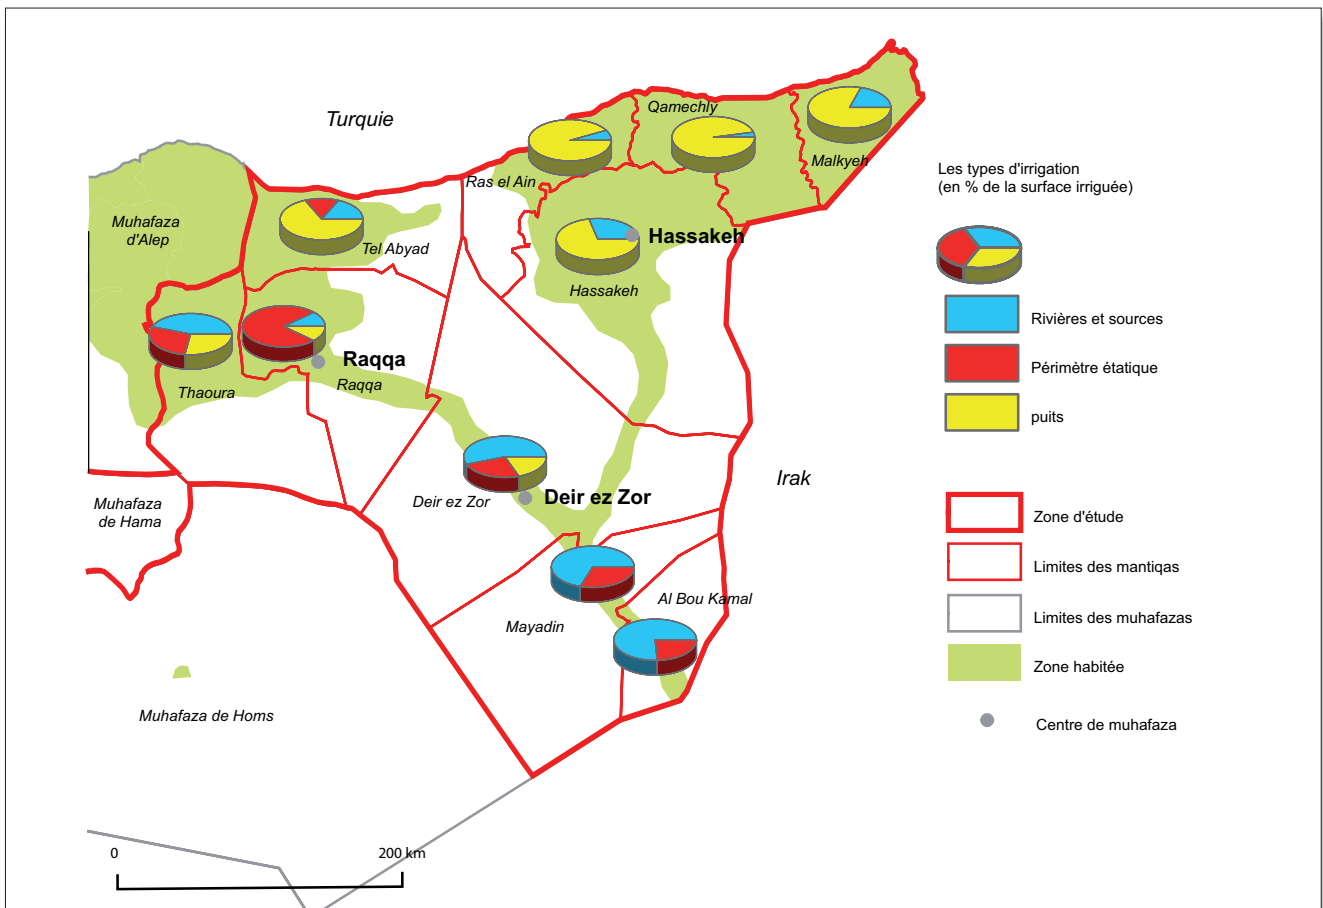 Turquie
Qamechly
Malkyeh
Ras el Ain
Muhafaza
d'Alep
Tel Abyad
Hassakeh
Hassakeh
Raqqa
Raqqa
Thaoura
Deir ez Zor
Deir ez Zor
Irak
Muhafaza
de Hama
Al Bou Kamal
Mayadin
Muhafaza de Homs
0
200 km
Les types d'irrigation
(en % de la surface irriguée)
Rivières et sources
Périmètre étatique
puits
Zone d'étude
Limites des mantiqas
Limites des muhafazas
Zone habitée
Centre de muhafaza